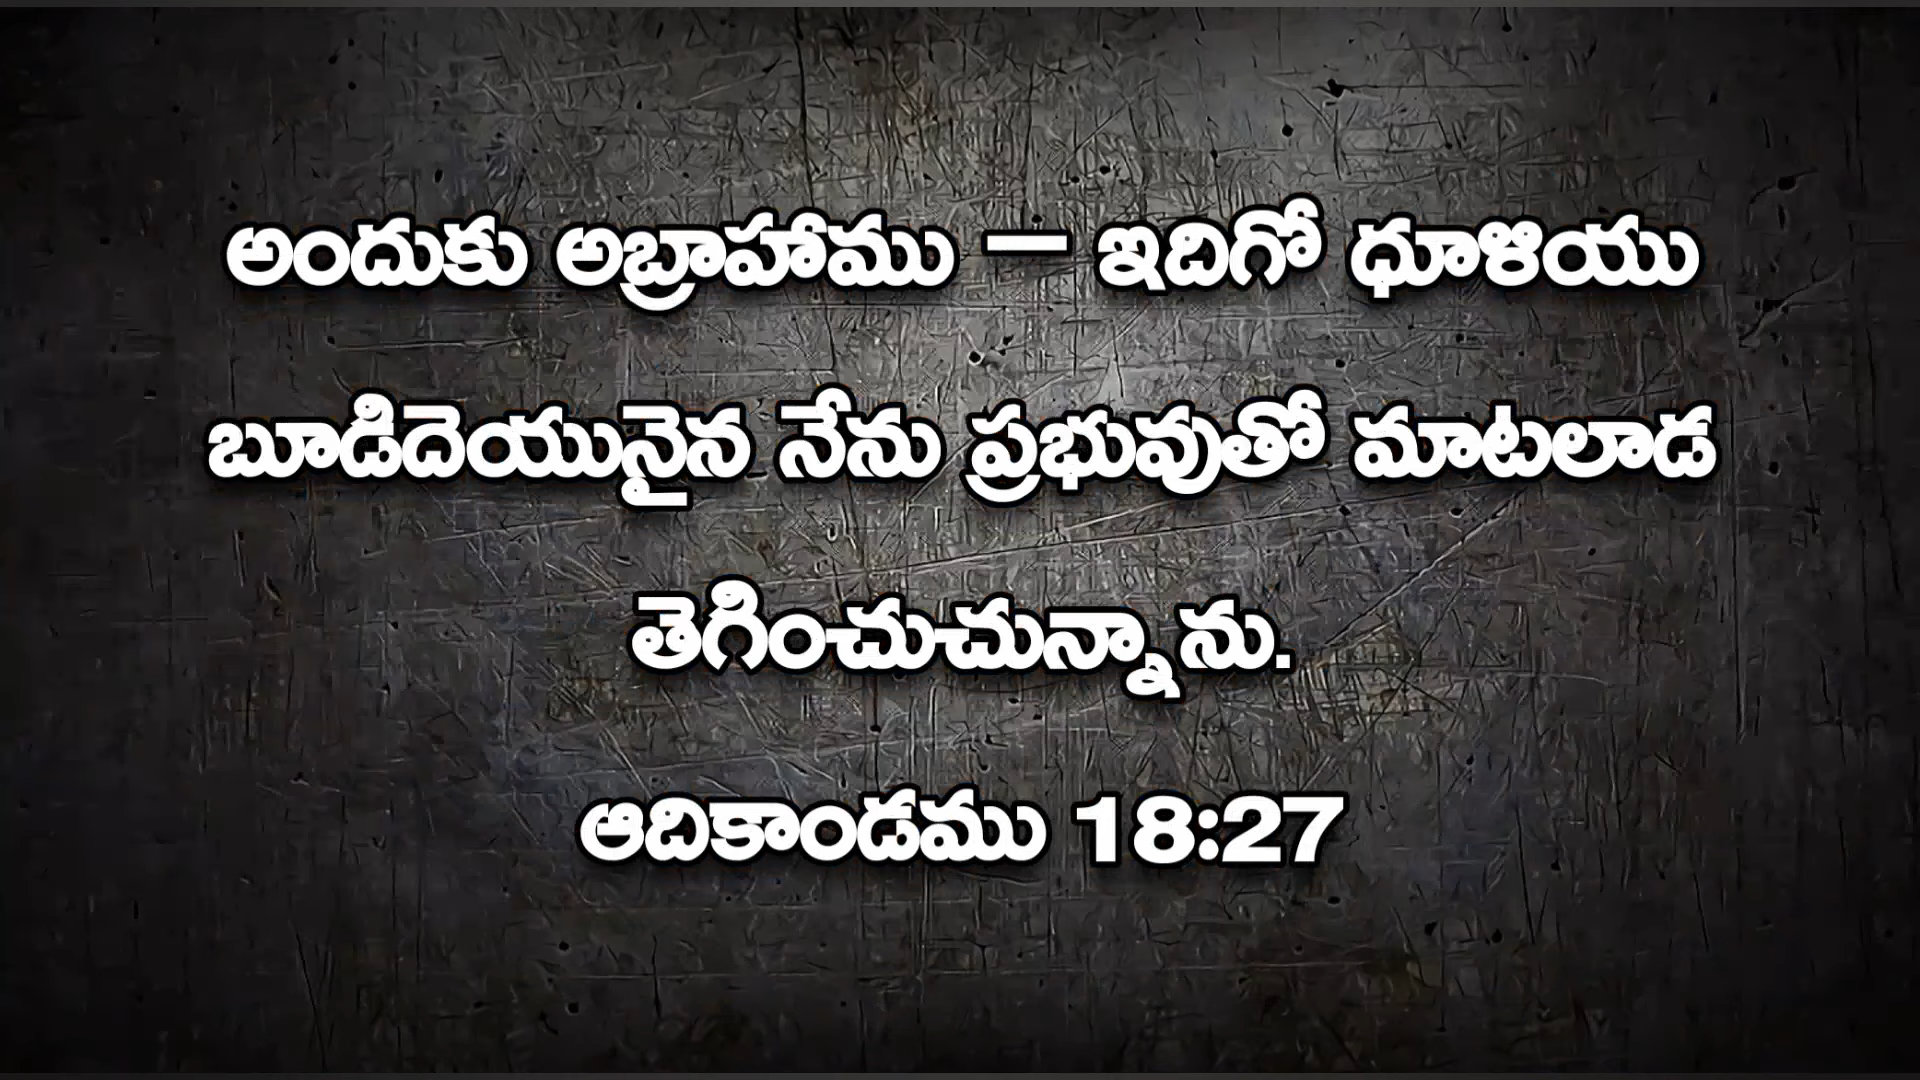 అందుకు అబ్రాహాము – ఇదిగో ధూళియు
బూడిదెయునైన నేను ప్రభువుతో మాటలాడ
తెగించుచున్నాను.
ఆదికాండము 18:27